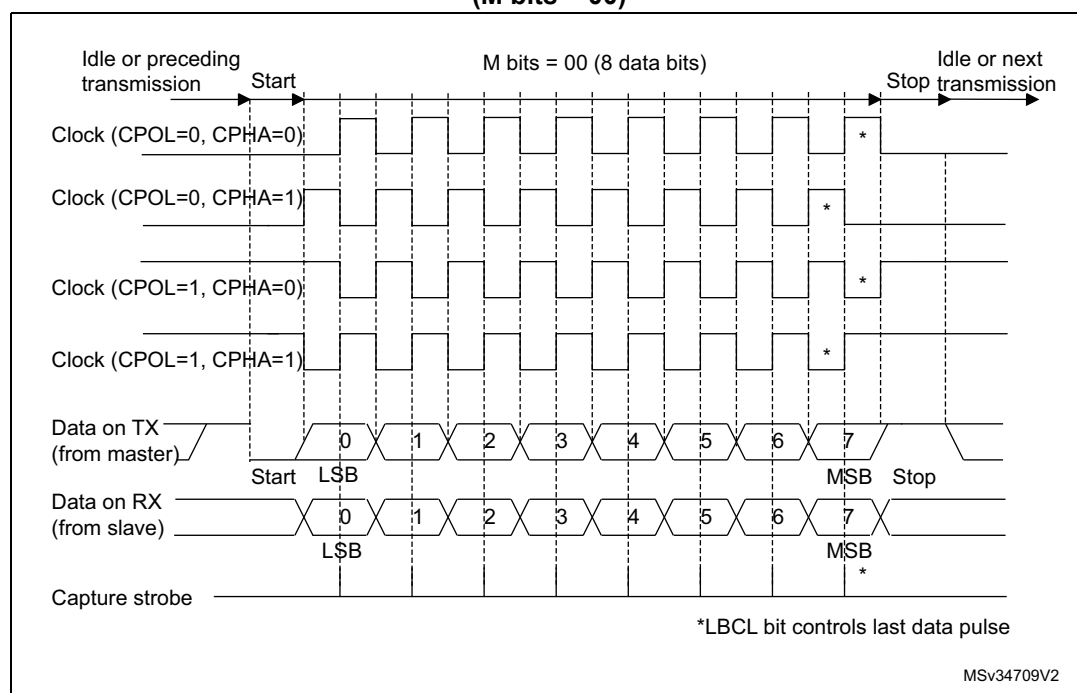 Idle or preceding
transmission
Start
M bits = 00 (8 data bits)
Stop
Idle or next
transmission
Clock (CPOL=0, CPHA=0)
*
Clock (CPOL=0, CPHA=1)
*
Clock (CPOL=1, CPHA=0)
*
Clock (CPOL=1, CPHA=1)
*
Data on TX
(from master)
0 1 2 3 4 5 6 7
Start LSB MSB Stop
Data on RX
(from slave)
0 1 2 3 4 5 6 7
LSB MSB
*
Capture strobe
*LBCL bit controls last data pulse
MSv34709V2